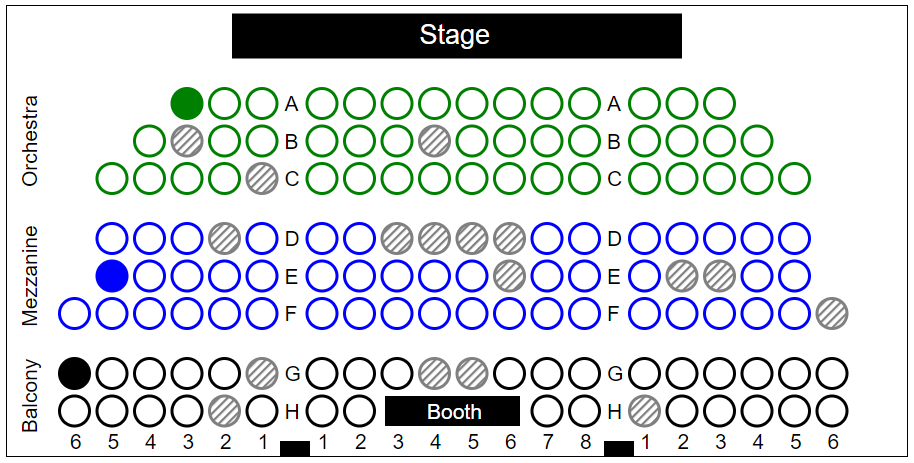 Stage
Orchestra
A A
B B
C C
Mezzanine
D D
E E
F F
Balcony
G G
H Booth H
6 5 4 3 2 1 1 2 3 4 5 6 7 8 1 2 3 4 5 6